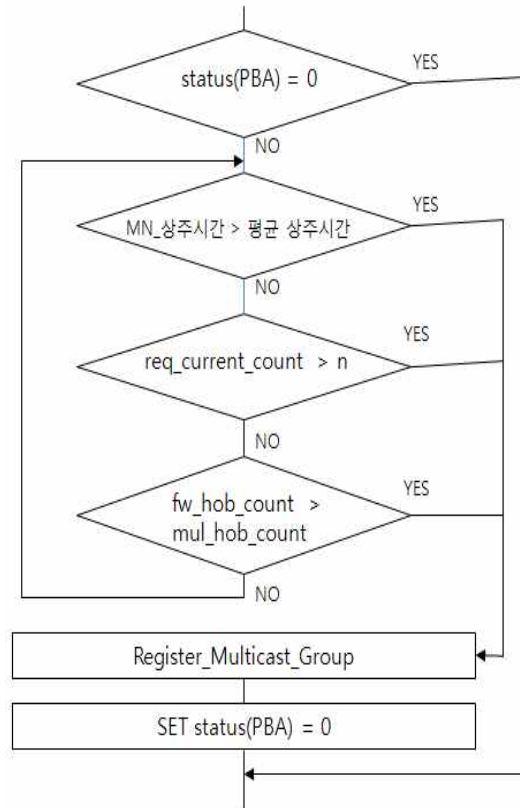 status(PBA) = 0
YES
NO
MN_상주시간 > 평균 상주시간
YES
NO
req_current_count > n
YES
NO
fw_hob_count >
mul_hob_count
YES
NO
Register_Multicast_Group
SET status(PBA) = 0